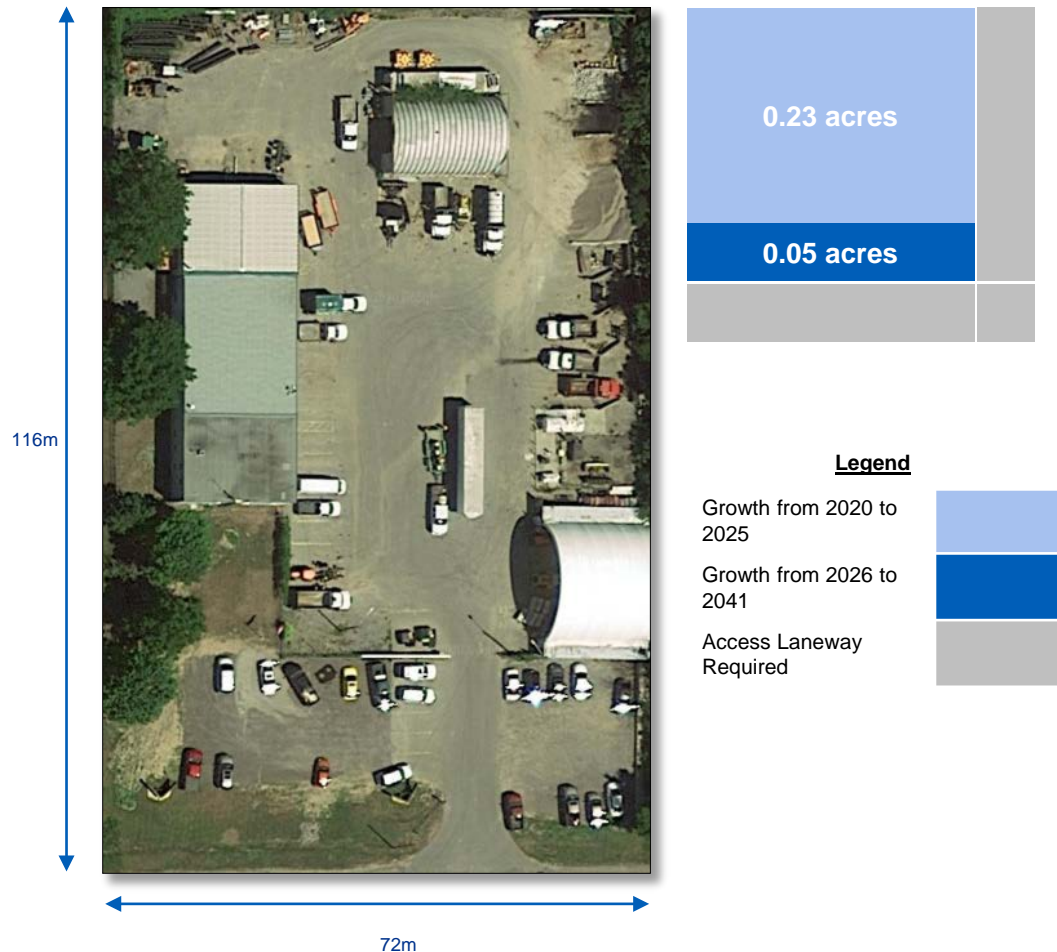 0.23 acres
0.05 acres
116m
Legend
Growth from 2020 to
2025
Growth from 2026 to
2041
Access Laneway
Required
72m